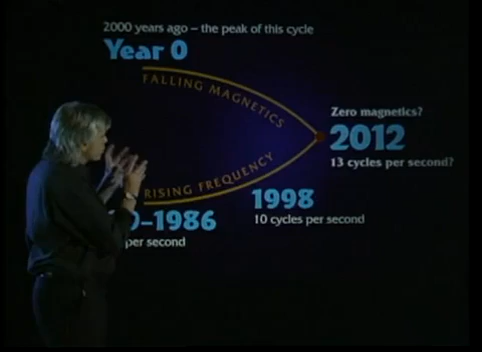 2000 years ago – the peak of this cycle
Year 0
FALLING MAGNETICS
Zero magnetics?
2012
13 cycles per second?
RISING FREQUENCY
1998
10 cycles per second
-1986
per second